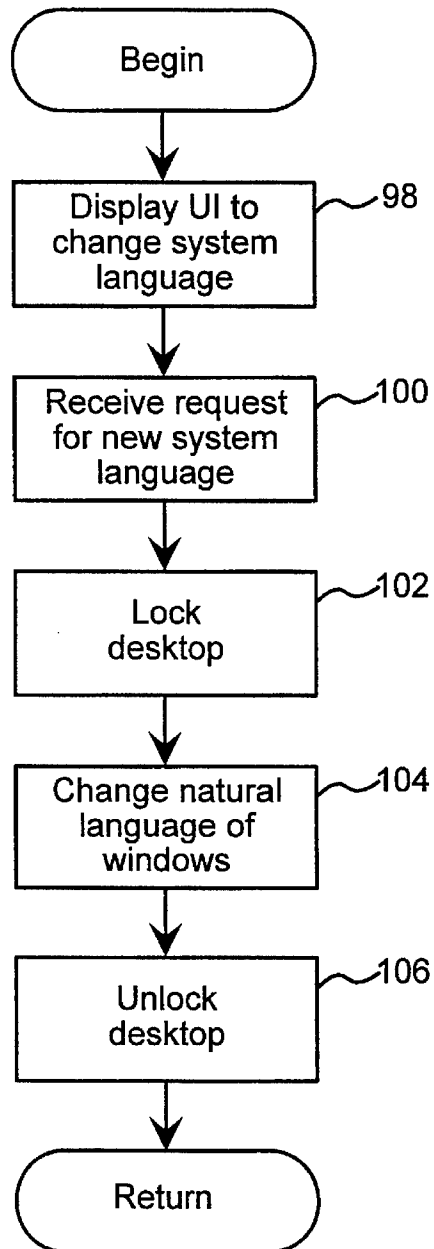 Begin
Display UI to
change system
language
98
Receive request
for new system
language
100
Lock
desktop
102
Change natural
language of
windows
104
Unlock
desktop
106
Return